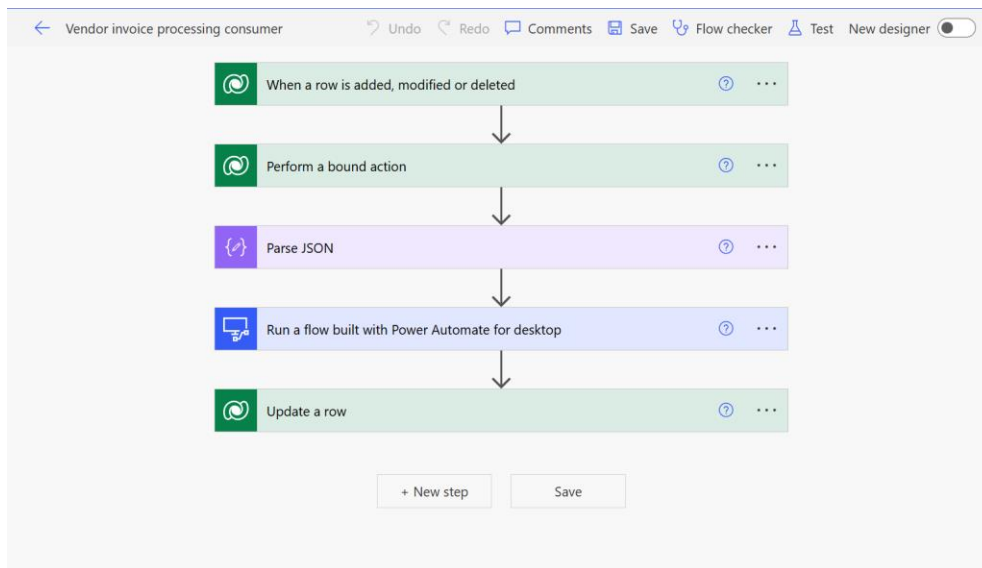 Vendor invoice processing consumer Undo Redo Comments Save Flow checker Test New designer
When a row is added, modified or deleted
Perform a bound action
Parse JSON
Run a flow built with Power Automate for desktop
Update a row
+ New step Save